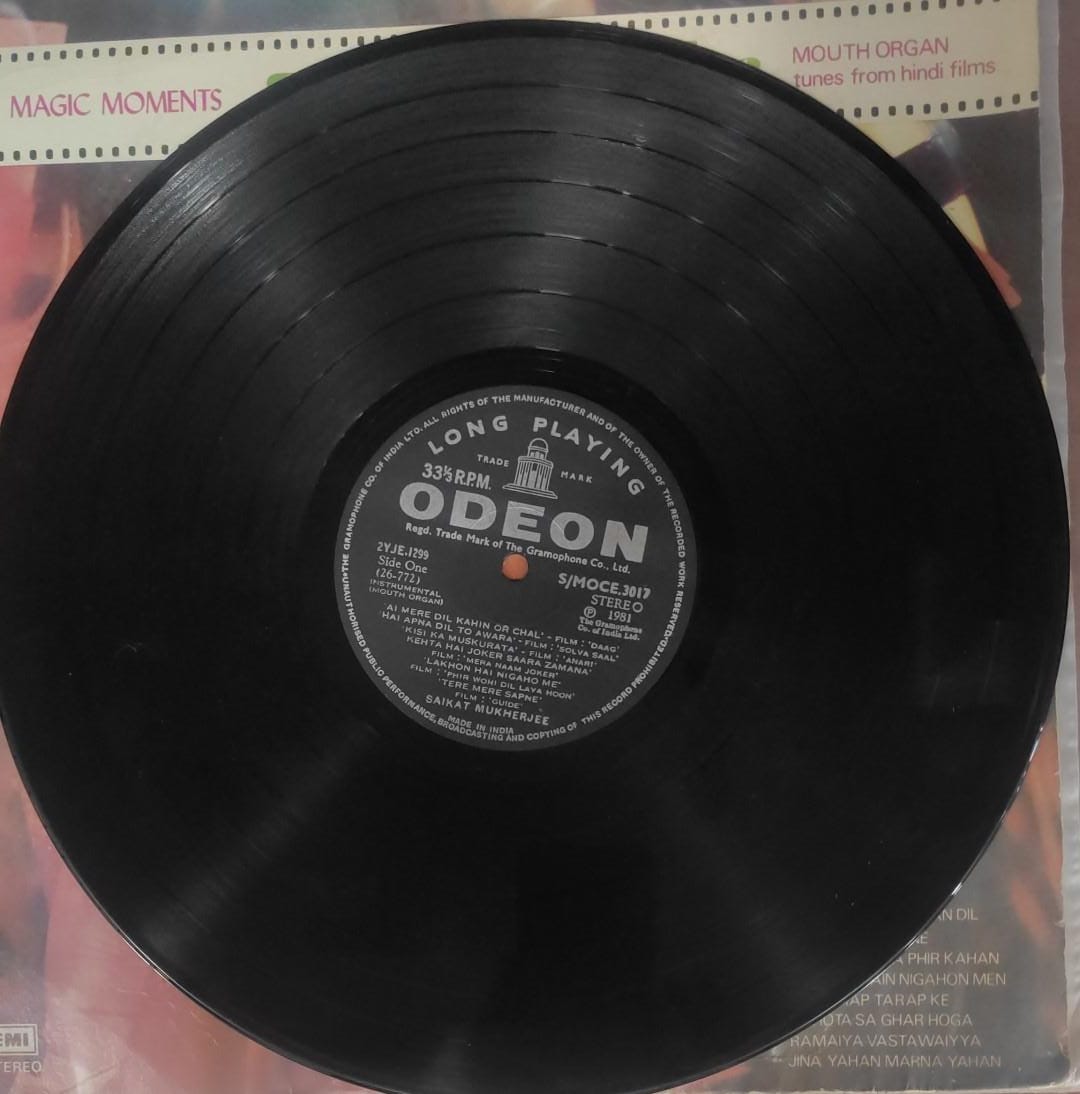 MAGIC MOMENTS
MOUTH ORGAN
tunes from hindi films
UNAUTHORISED PUBLIC PERFORMANCE, BROADCASTING AND COPYING OF THIS RECORD PROHIBITED
THE GRAMOPHONE CO. OF INDIA LTD. ALL RIGHTS OF THE MANUFACTURER AND OF THE OWNER OF THE RECORDED WORK RESERVED
LONG PLAYING
TRADE MARK
33⅓ R.P.M.
ODEON
Regd. Trade Mark of The Gramophone Co., Ltd.
2YJE.1299
Side One
(26-772)
INSTRUMENTAL
(MOUTH ORGAN)
S/MOCE.3017
STEREO
℗ 1981
The Gramophone
Co. of India Ltd.
'AI MERE DIL KAHIN OR CHAL' - FILM : 'DAAG'
'HAI APNA DIL TO AWARA' - FILM : 'SOLVA SAAL'
'KISI KA MUSKURATA' - FILM : 'ANARI'
'KEHTA HAI JOKER SAARA ZAMANA'
FILM : 'MERA NAAM JOKER'
'LAKHON HAI NIGAHO ME'
FILM : 'PHIR WOHI DIL LAYA HOON'
'TERE MERE SAPNE'
FILM : 'GUIDE'
SAIKAT MUKHERJEE
MADE IN INDIA
AN DIL
NE
A PHIR KAHAN
AIN NIGAHON MEN
AP TARAP KE
OTA SA GHAR HOGA
RAMAIYA VASTAWAIYYA
JINA YAHAN MARNA YAHAN
EMI
TEREO